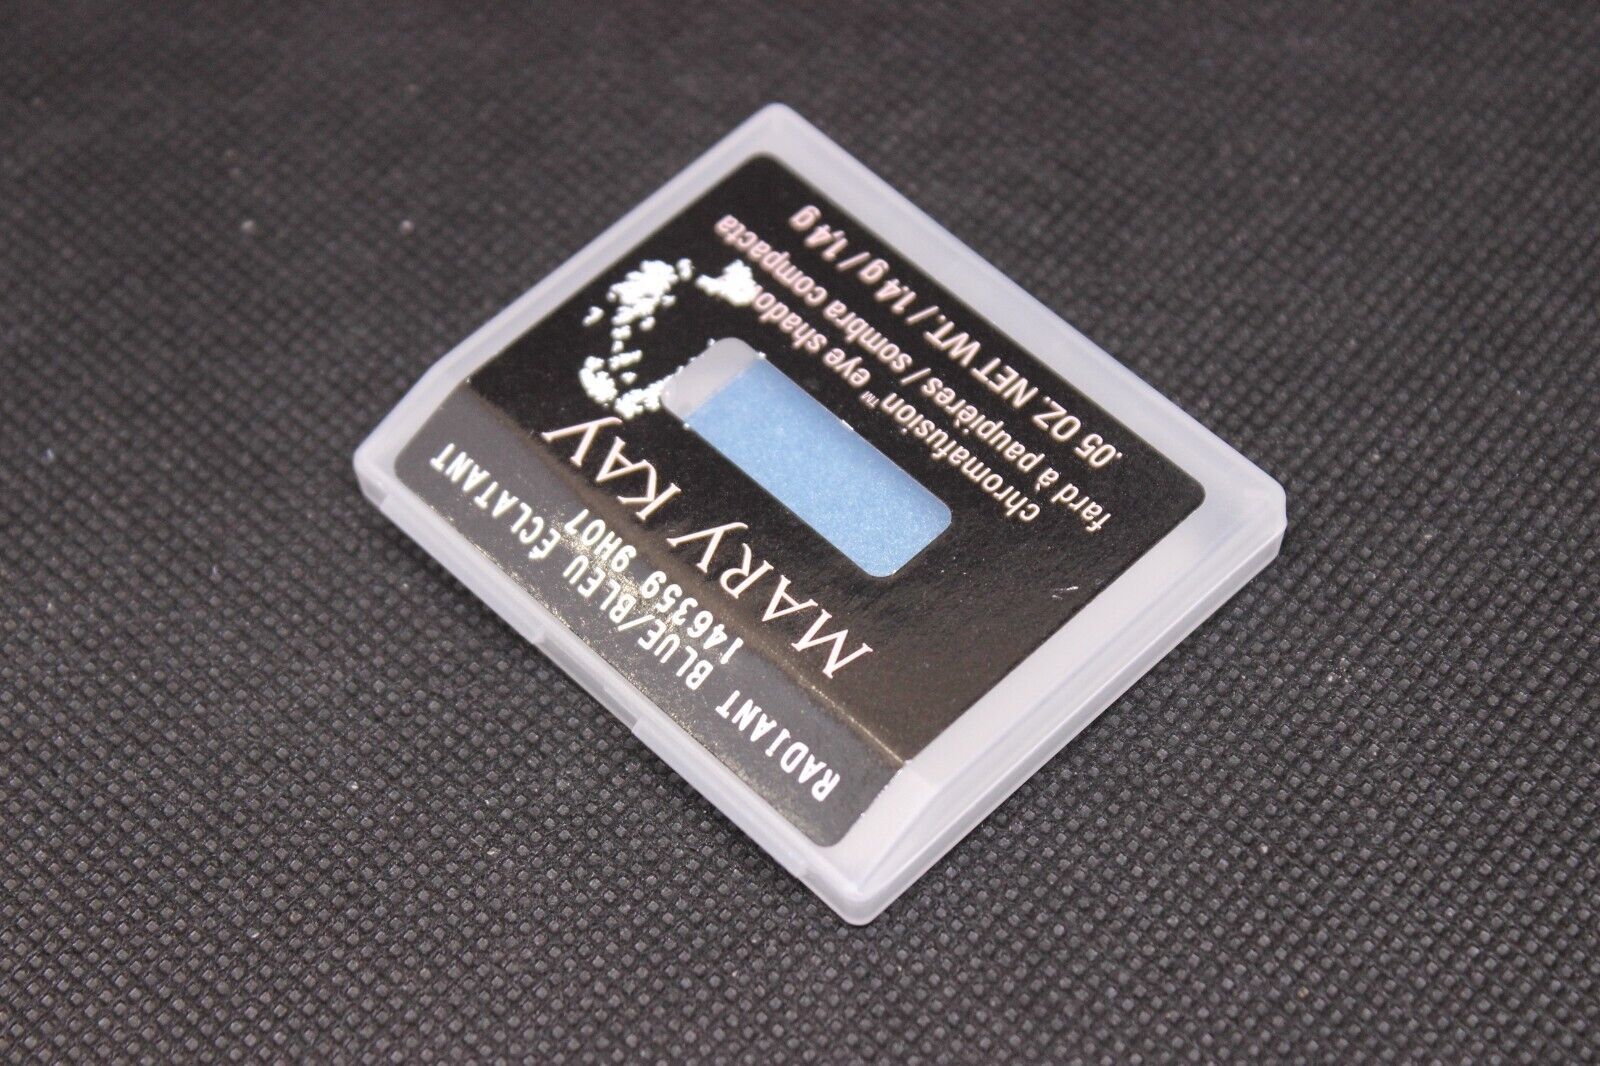 RADIANT BLUE/BLEU ÉCLATANT
146359 9H07
MARY KAY
chromafusion™ eye shadow
fard à paupières / sombra compacta
.05 OZ. NET WT. / 1.4 g / 1,4 g